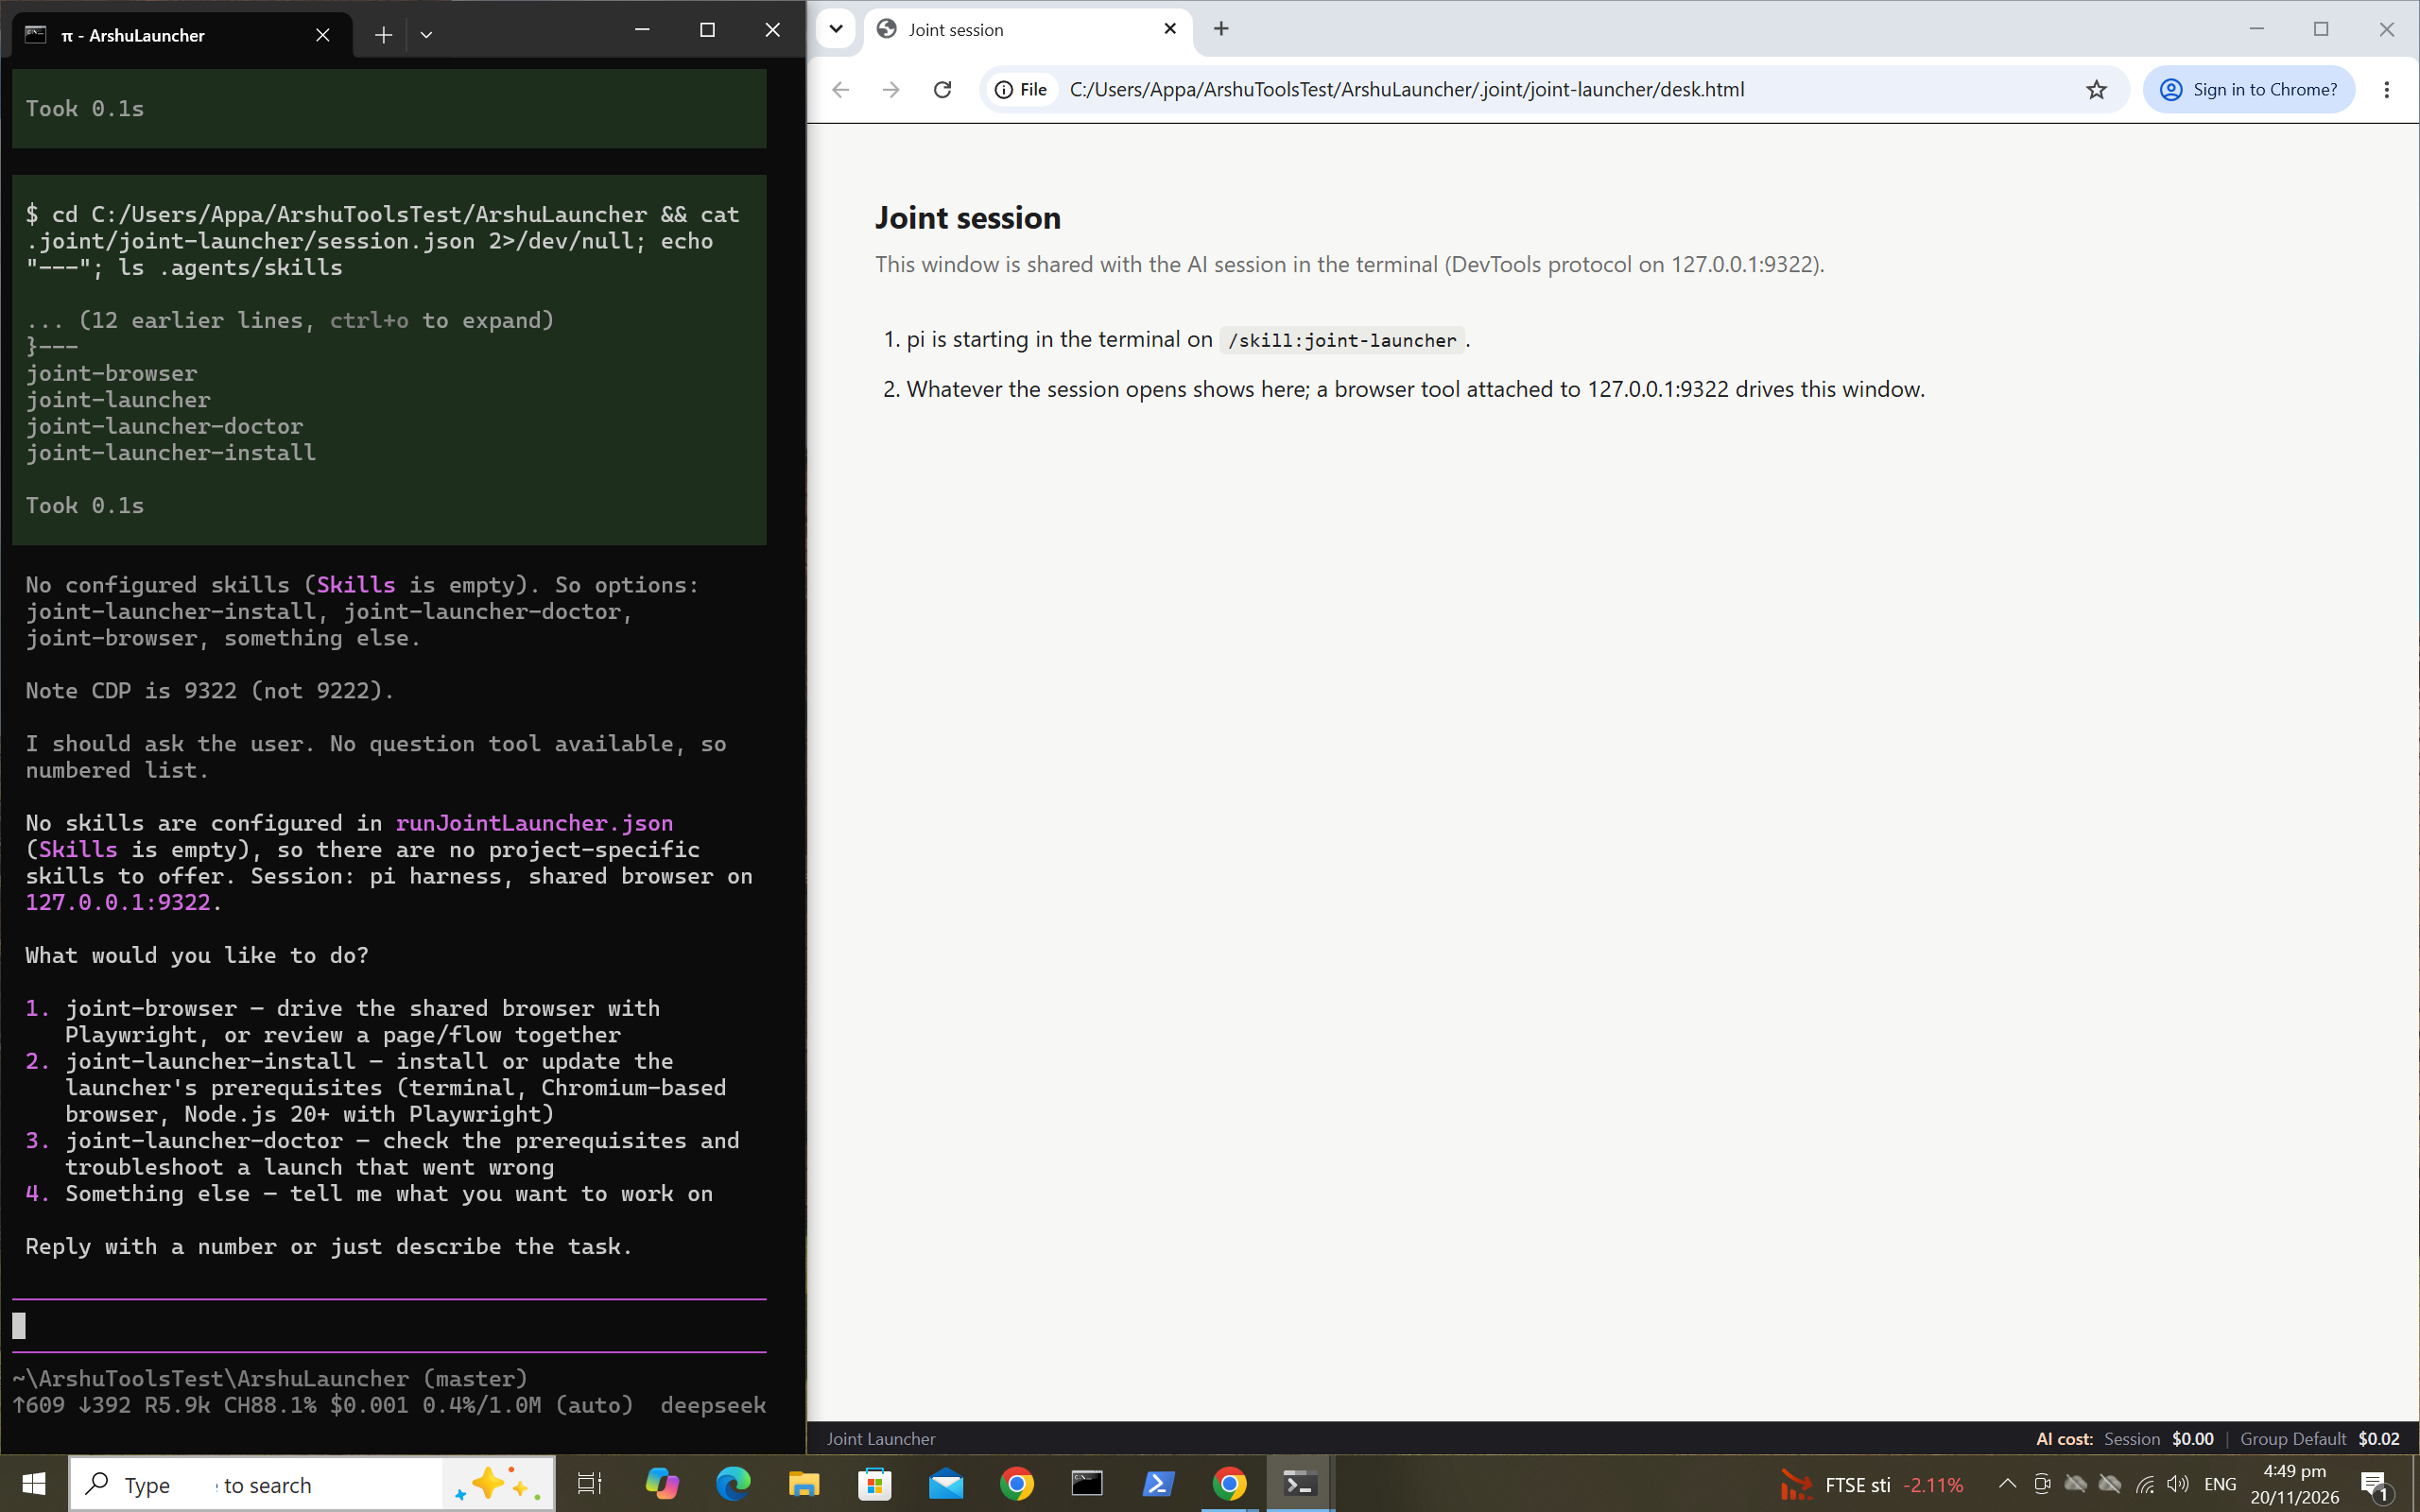 π - ArshuLauncher
Took 0.1s
$ cd C:/Users/Appa/ArshuToolsTest/ArshuLauncher && cat
.joint/joint-launcher/session.json 2>/dev/null; echo
"---"; ls .agents/skills
... (12 earlier lines, ctrl+o to expand)
}---
joint-browser
joint-launcher
joint-launcher-doctor
joint-launcher-install
Took 0.1s
No configured skills (Skills is empty). So options:
joint-launcher-install, joint-launcher-doctor,
joint-browser, something else.
Note CDP is 9322 (not 9222).
I should ask the user. No question tool available, so
numbered list.
No skills are configured in runJointLauncher.json
(Skills is empty), so there are no project-specific
skills to offer. Session: pi harness, shared browser on
127.0.0.1:9322.
What would you like to do?
1. joint-browser — drive the shared browser with
Playwright, or review a page/flow together
2. joint-launcher-install — install or update the
launcher's prerequisites (terminal, Chromium-based
browser, Node.js 20+ with Playwright)
3. joint-launcher-doctor — check the prerequisites and
troubleshoot a launch that went wrong
4. Something else — tell me what you want to work on
Reply with a number or just describe the task.
~\ArshuToolsTest\ArshuLauncher (master)
↑609 ↓392 R5.9k CH88.1% $0.001 0.4%/1.0M (auto) deepseek
Joint session
File C:/Users/Appa/ArshuToolsTest/ArshuLauncher/.joint/joint-launcher/desk.html
Sign in to Chrome?
Joint session
This window is shared with the AI session in the terminal (DevTools protocol on 127.0.0.1:9322).
1. pi is starting in the terminal on /skill:joint-launcher .
2. Whatever the session opens shows here; a browser tool attached to 127.0.0.1:9322 drives this window.
Joint Launcher
AI cost: Session $0.00 | Group Default $0.02
Type to search
FTSE sti -2.11%
ENG
4:49 pm
20/11/2026
1